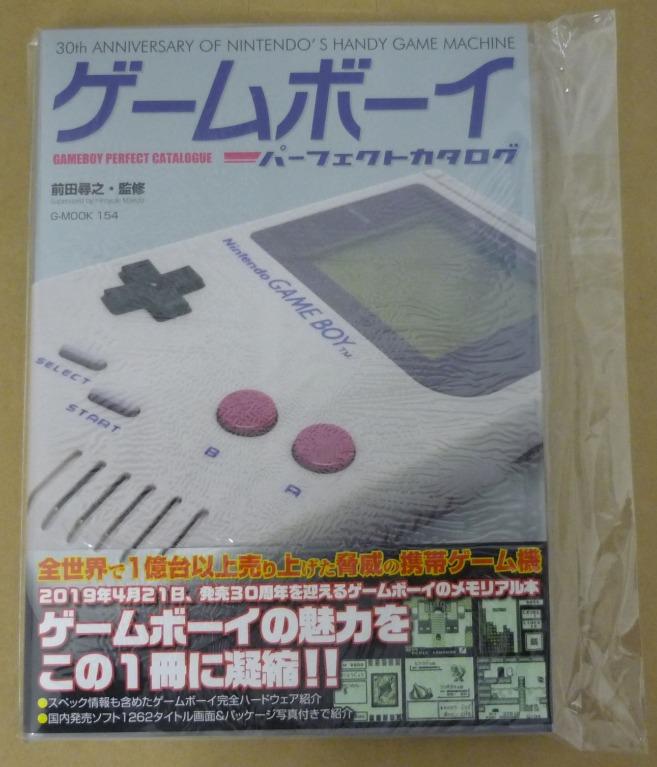 30th ANNIVERSARY OF NINTENDO'S HANDY GAME MACHINE
ゲームボーイ
GAMEBOY PERFECT CATALOGUE
パーフェクトカタログ
前田尋之・監修
Supervised by Hiroyuki Maeda
G-MOOK 154
Nintendo GAME BOY TM
SELECT
START
B
A
全世界で1億台以上売り上げた脅威の携帯ゲーム機
2019年4月21日、発売30周年を迎えるゲームボーイのメモリアル本
ゲームボーイの魅力を
この1冊に凝縮!!
●スペック情報も含めたゲームボーイ完全ハードウェア紹介
●国内発売ソフト1262タイトル画面&パッケージ写真付きで紹介